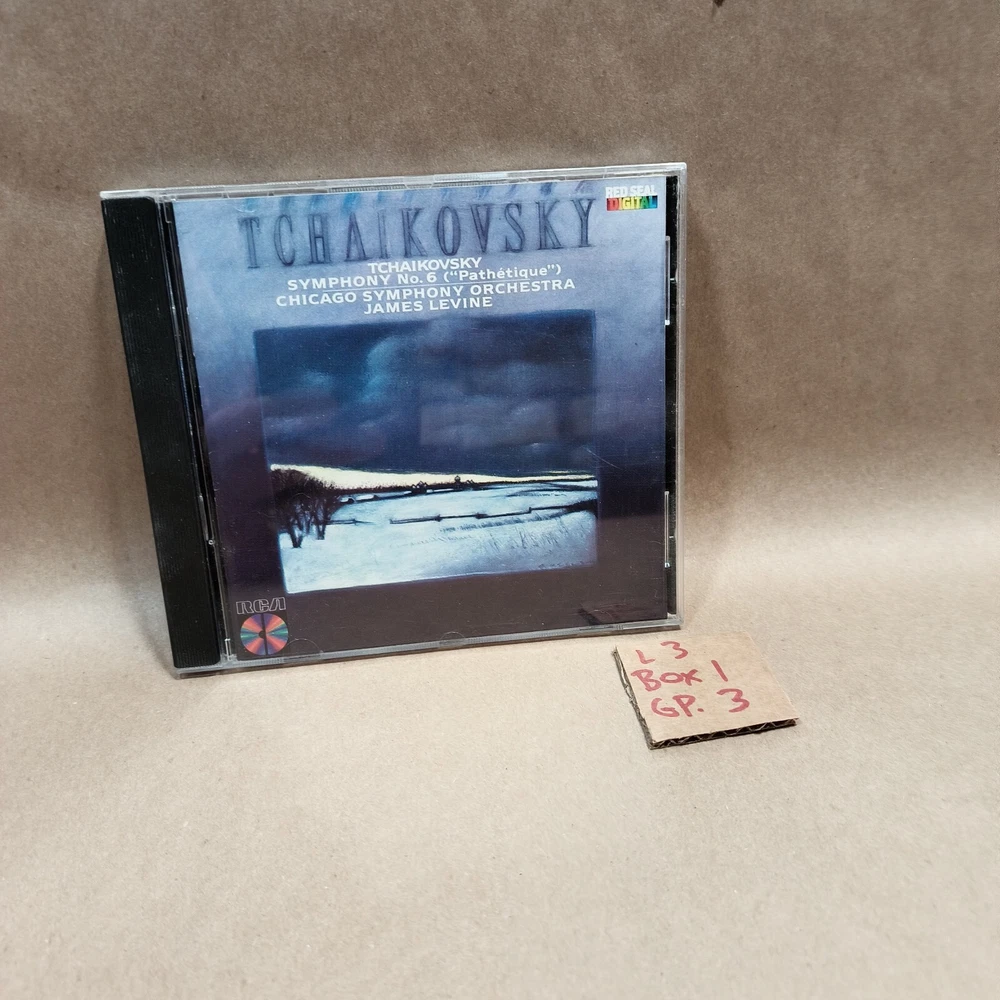 RED SEAL
DIGITAL
TCHAIKOVSKY
TCHAIKOVSKY
SYMPHONY No. 6 ("Pathétique")
CHICAGO SYMPHONY ORCHESTRA
JAMES LEVINE
RCA
L 3
BOX 1
GP. 3